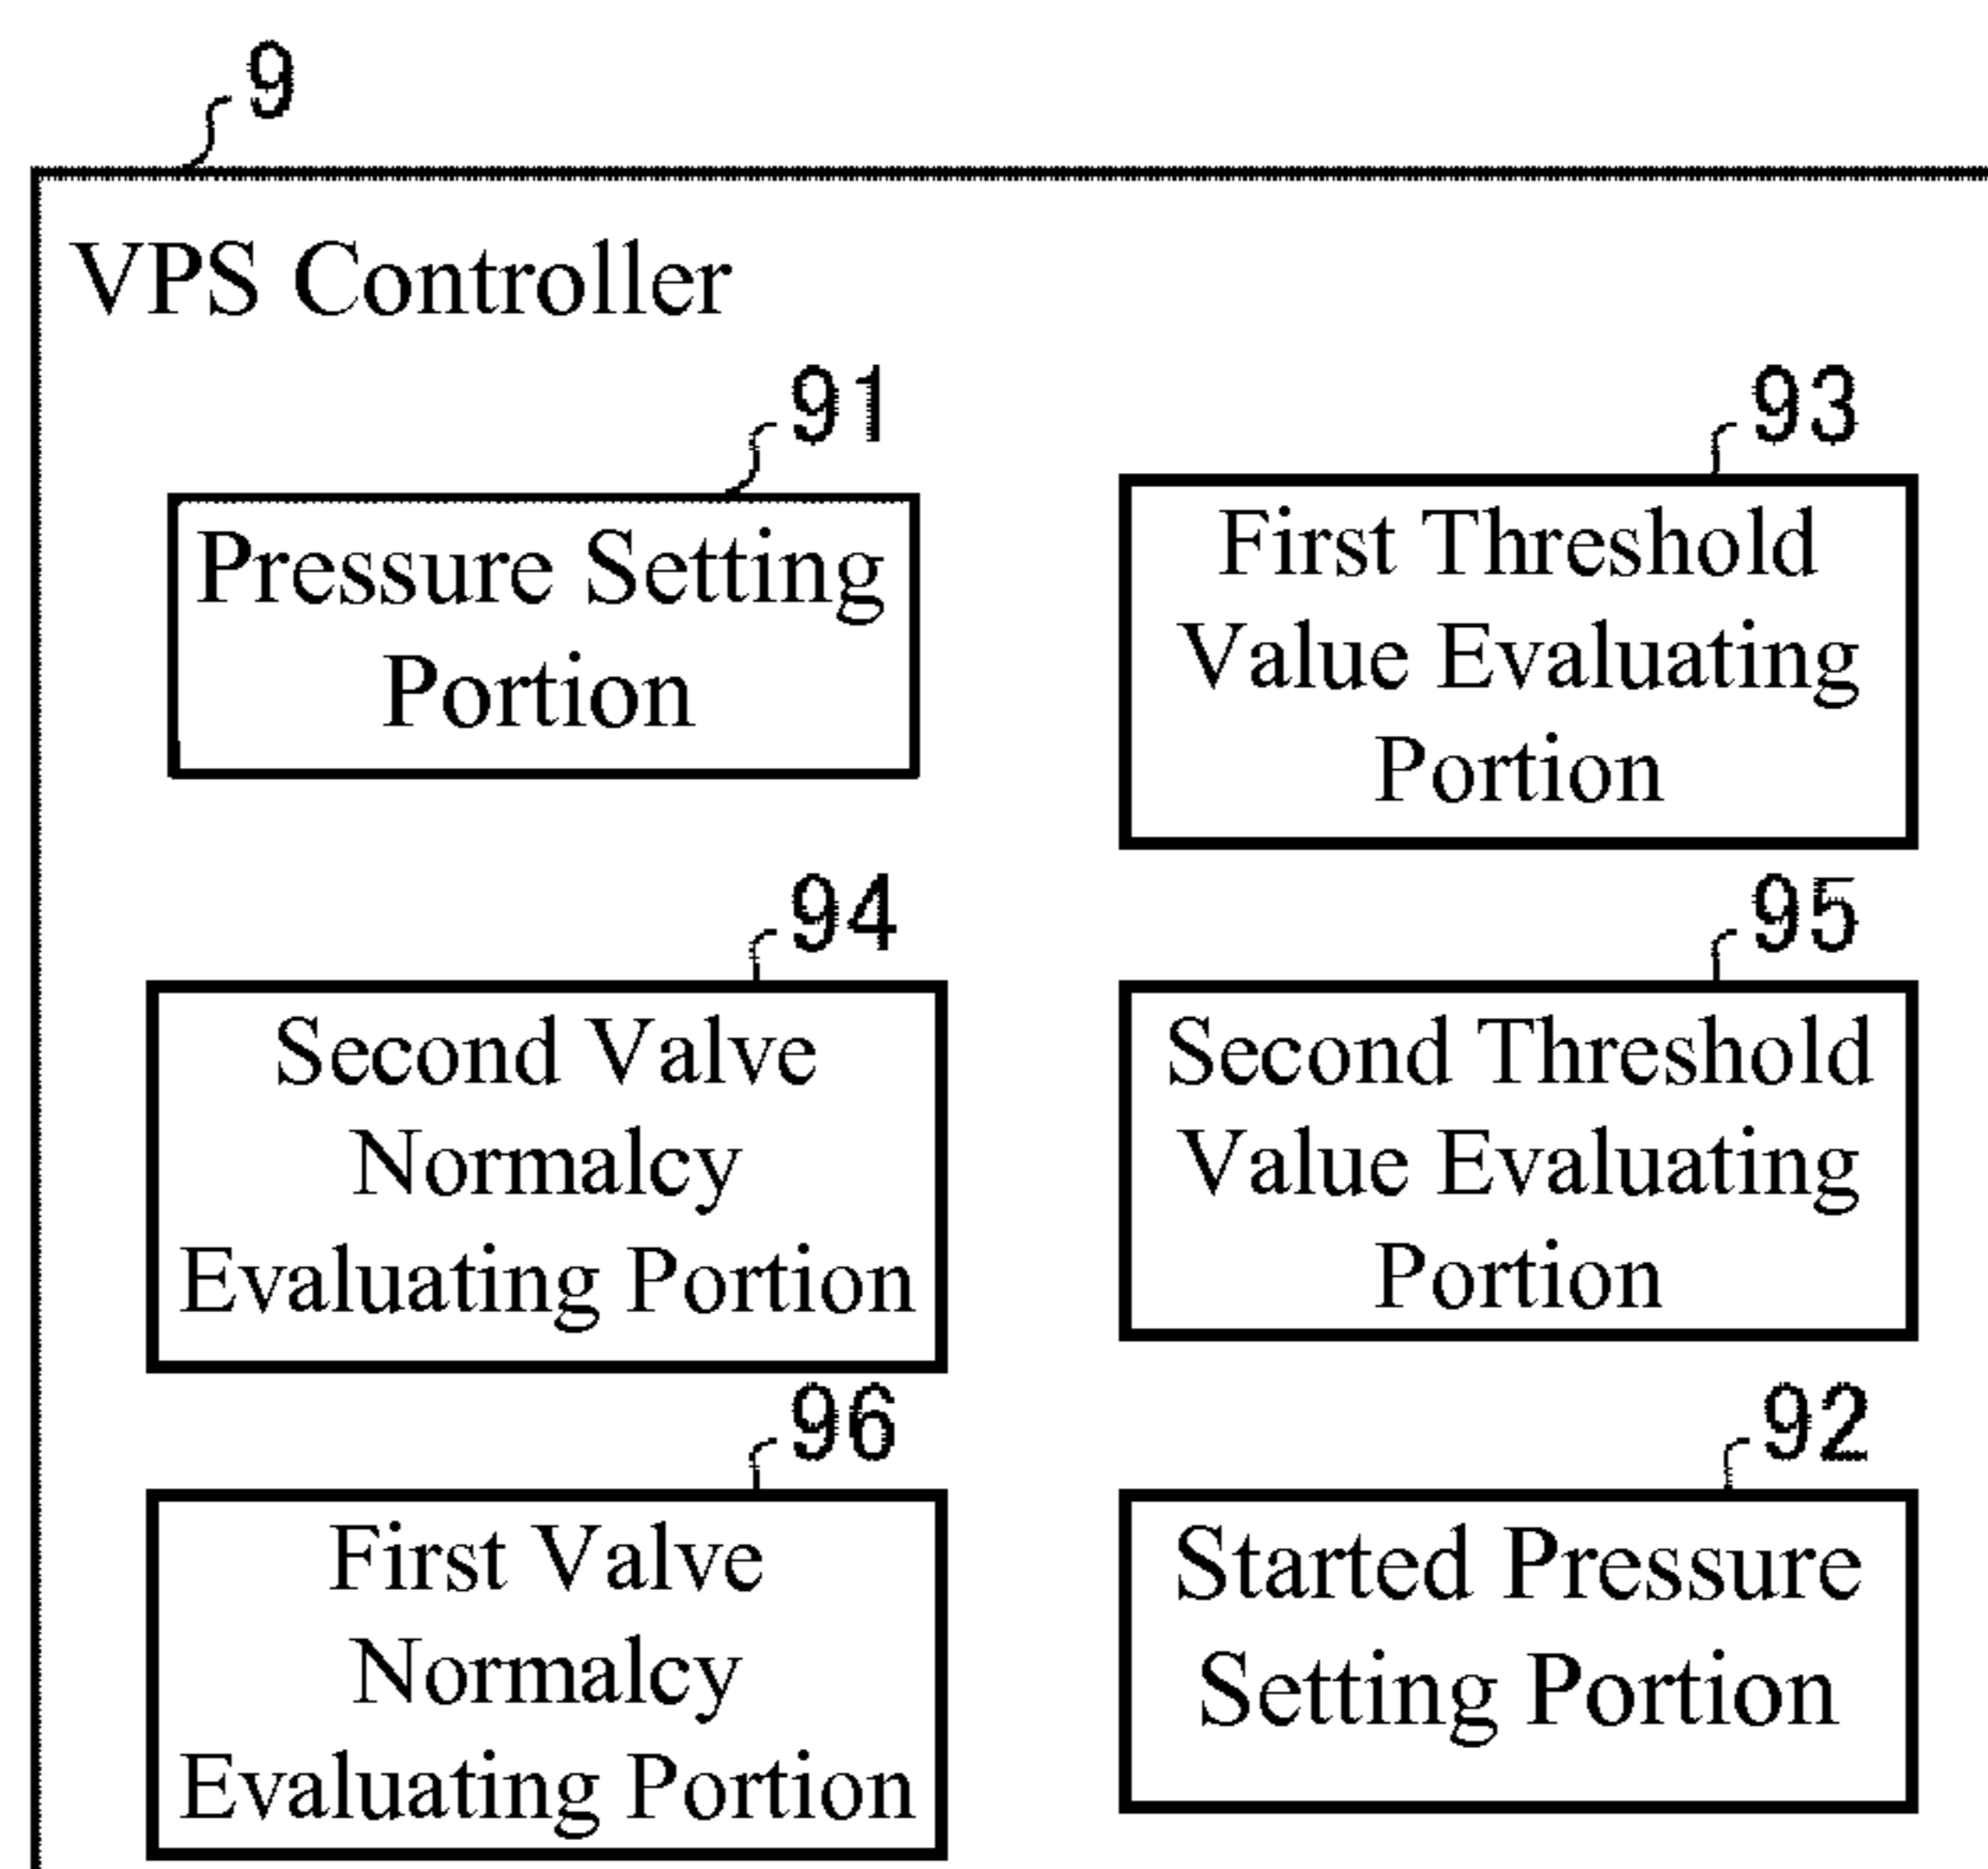 9
VPS Controller
91
Pressure Setting
Portion
93
First Threshold
Value Evaluating
Portion
94
Second Valve
Normalcy
Evaluating Portion
95
Second Threshold
Value Evaluating
Portion
96
First Valve
Normalcy
Evaluating Portion
92
Started Pressure
Setting Portion